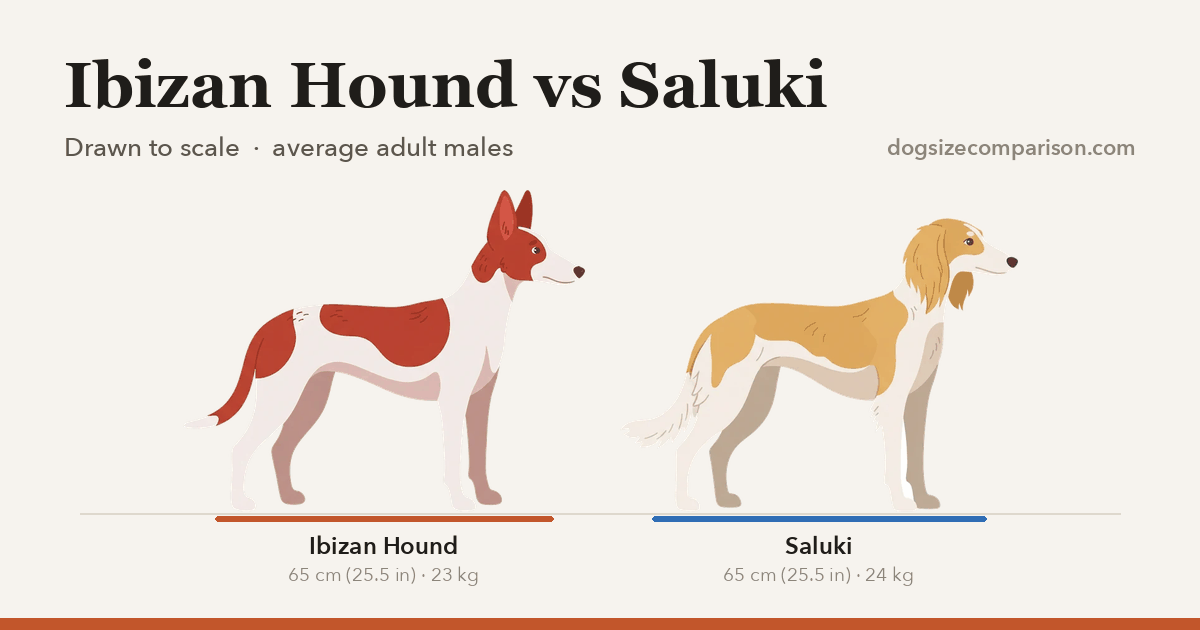 Ibizan Hound vs Saluki
Drawn to scale · average adult males
dogsizecomparison.com
Ibizan Hound
65 cm (25.5 in) · 23 kg
Saluki
65 cm (25.5 in) · 24 kg